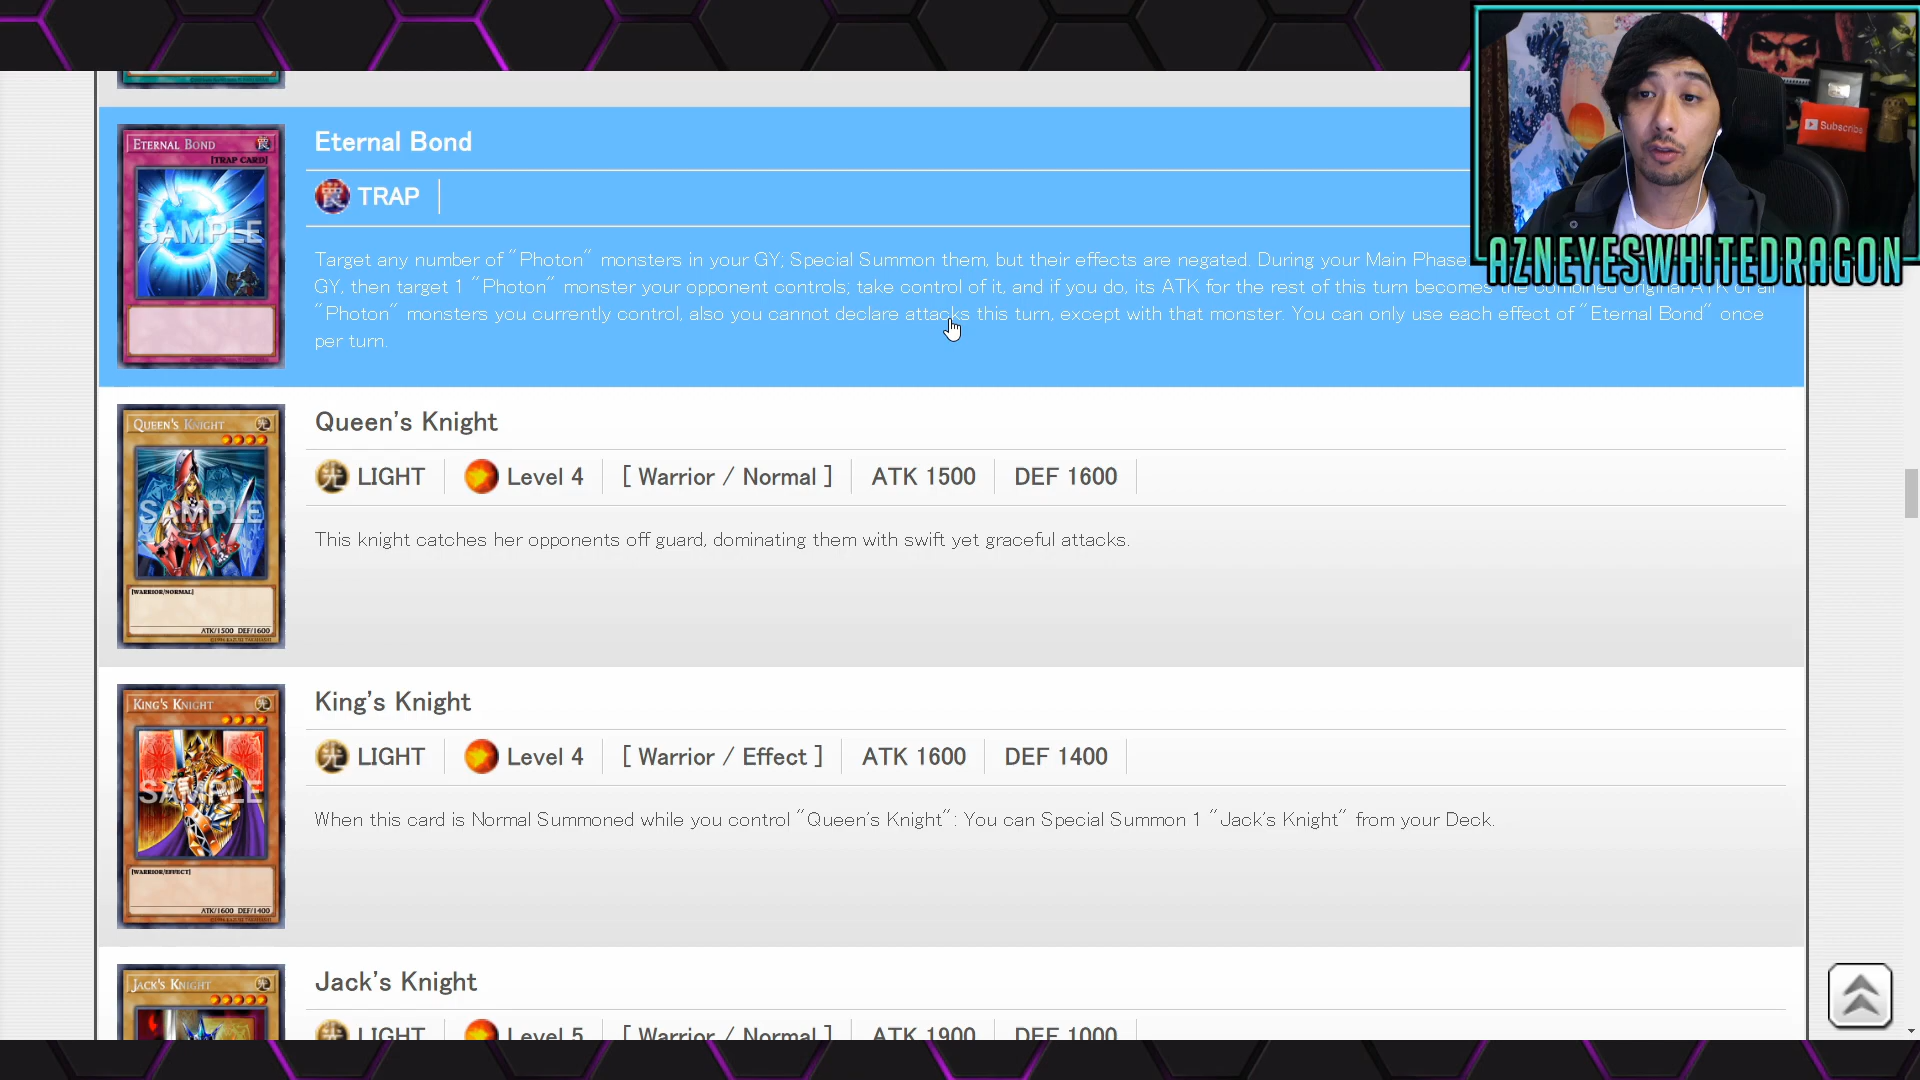 ETERNAL BOND
[TRAP CARD]
SAMPLE
Eternal Bond
TRAP
Target any number of "Photon" monsters in your GY; Special Summon them, but their effects are negated. During your Main Phase
GY, then target 1 "Photon" monster your opponent controls; take control of it, and if you do, its ATK for the rest of this turn becomes the combined original ATK of all
"Photon" monsters you currently control, also you cannot declare attacks this turn, except with that monster. You can only use each effect of "Eternal Bond" once
per turn.
Subscribe
AZNEYESWHITEDRAGON
QUEEN'S KNIGHT
SAMPLE
[WARRIOR/NORMAL]
ATK/1500 DEF/1600
Queen's Knight
LIGHT Level 4 [ Warrior / Normal ] ATK 1500 DEF 1600
This knight catches her opponents off guard, dominating them with swift yet graceful attacks.
KING'S KNIGHT
SAMPLE
[WARRIOR/EFFECT]
ATK/1600 DEF/1400
King's Knight
LIGHT Level 4 [ Warrior / Effect ] ATK 1600 DEF 1400
When this card is Normal Summoned while you control "Queen's Knight": You can Special Summon 1 "Jack's Knight" from your Deck.
JACK'S KNIGHT
Jack's Knight
LIGHT Level 5 [ Warrior / Normal ] ATK 1900 DEF 1000